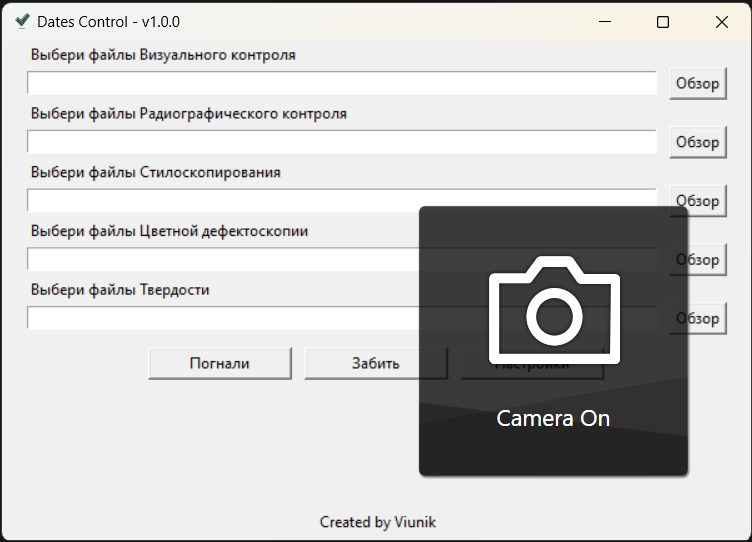 Dates Control - v1.0.0
Выбери файлы Визуального контроля
Обзор
Выбери файлы Радиографического контроля
Обзор
Выбери файлы Стилоскопирования
Обзор
Выбери файлы Цветной дефектоскопии
Обзор
Выбери файлы Твердости
Обзор
Погнали Забить Настройки
Camera On
Created by Viunik